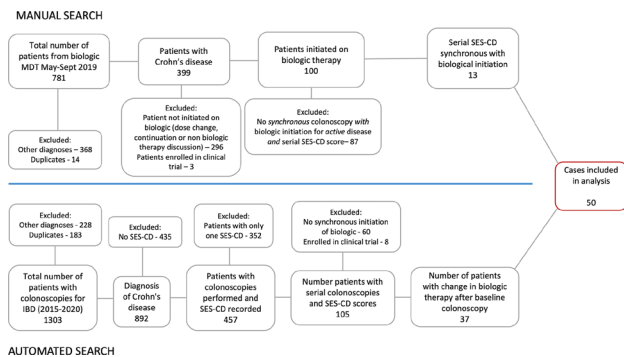 MANUAL SEARCH
Total number of
patients from biologic
MDT May-Sept 2019
781
Patients with
Crohn's disease
399
Patients initiated on
biologic therapy
100
Serial SES-CD
synchronous with
biological initiation
13
Excluded:
Other diagnoses – 368
Duplicates - 14
Excluded:
Patient not initiated on
biologic (dose change,
continuation or non biologic
therapy discussion) – 296
Patients enrolled in clinical
trial – 3
Excluded:
No synchronous colonoscopy with
biologic initiation for active disease
and serial SES-CD score– 87
Cases included
in analysis
50
Excluded:
Other diagnoses - 228
Duplicates - 183
Excluded:
No SES-CD - 435
Excluded:
Patients with only
one SES-CD - 352
Excluded:
No synchronous initiation
of biologic - 60
Enrolled in clinical trial - 8
Total number of
patients with
colonoscopies for
IBD (2015-2020)
1303
Diagnosis
of Crohn's
disease
892
Patients with
colonoscopies
performed and
SES-CD recorded
457
Number patients with
serial colonoscopies
and SES-CD scores
105
Number of patients
with change in biologic
therapy after baseline
colonoscopy
37
AUTOMATED SEARCH